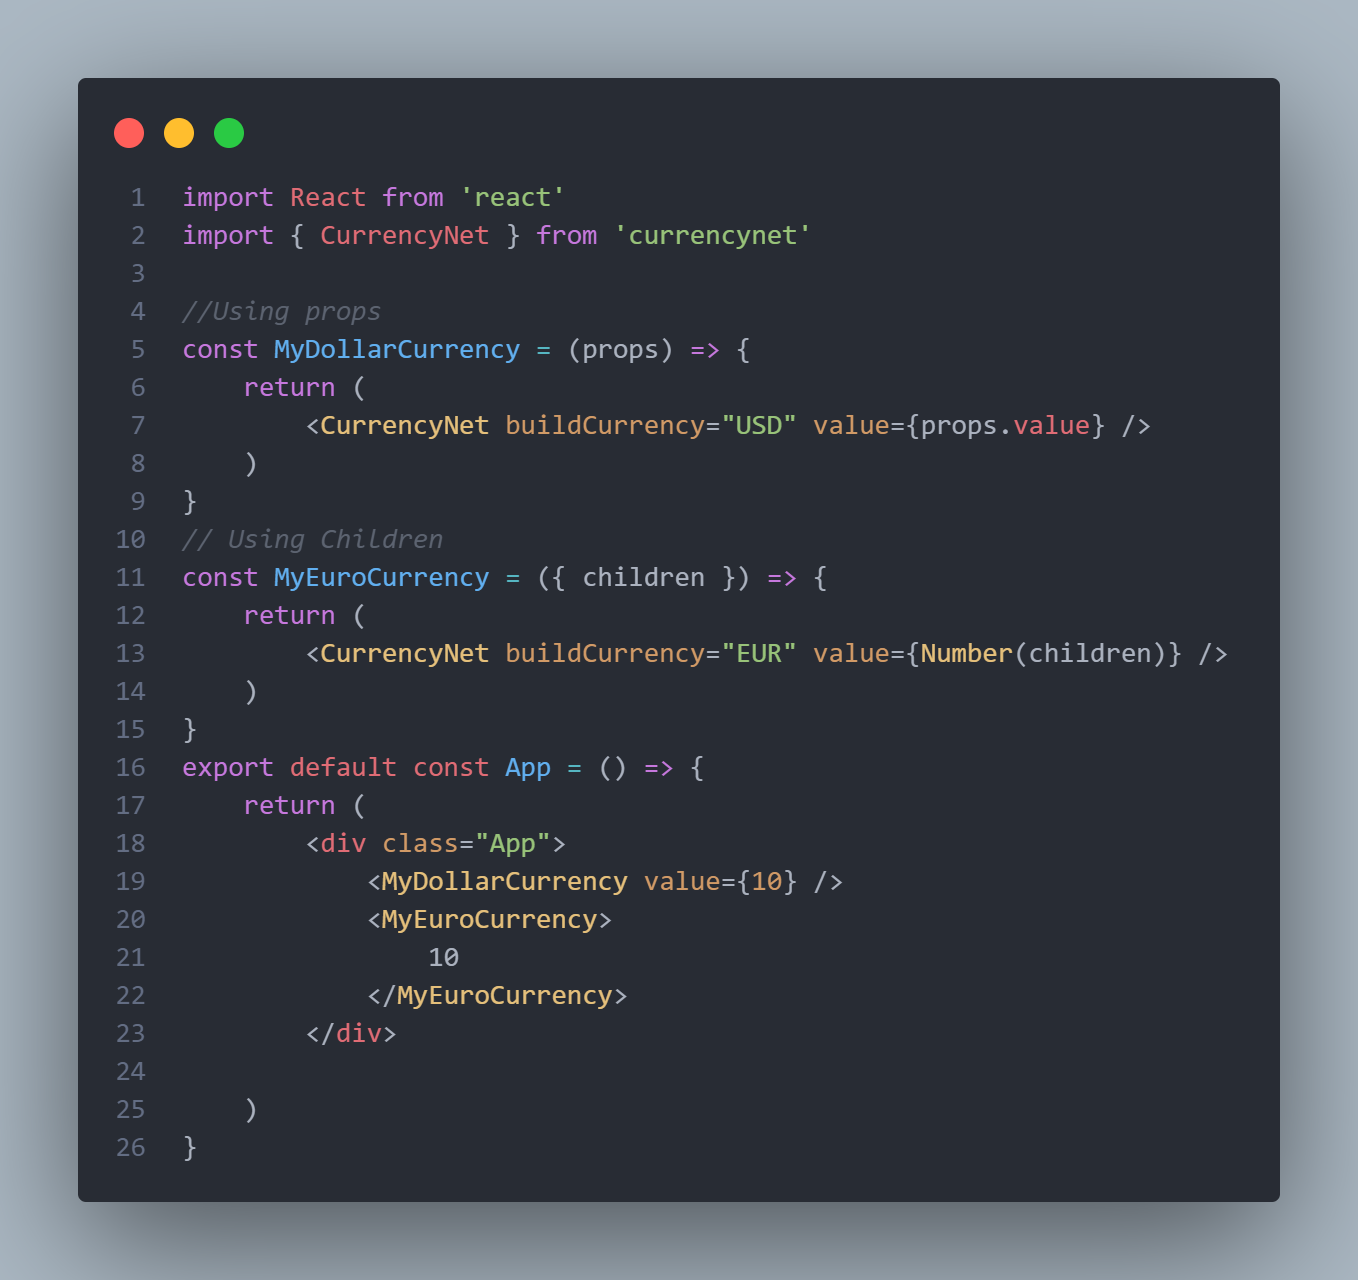 1 import React from 'react'
2 import { CurrencyNet } from 'currencynet'
3
4 //Using props
5 const MyDollarCurrency = (props) => {
6     return (
7         <CurrencyNet buildCurrency="USD" value={props.value} />
8     )
9 }
10 // Using Children
11 const MyEuroCurrency = ({ children }) => {
12     return (
13         <CurrencyNet buildCurrency="EUR" value={Number(children)} />
14     )
15 }
16 export default const App = () => {
17     return (
18         <div class="App">
19             <MyDollarCurrency value={10} />
20             <MyEuroCurrency>
21                 10
22             </MyEuroCurrency>
23         </div>
24
25     )
26 }